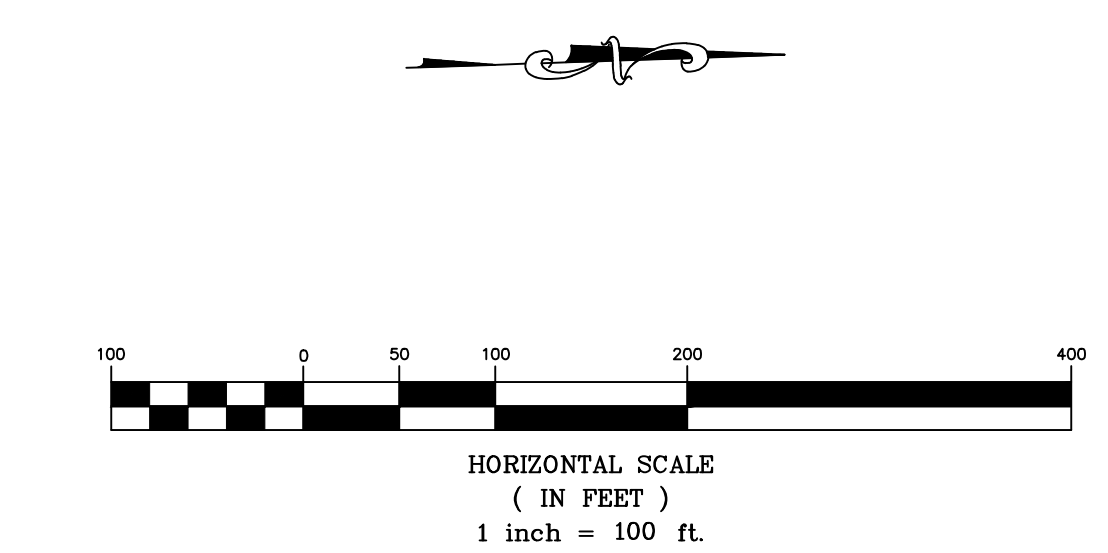 N
100 0 50 100 200 400
HORIZONTAL SCALE
( IN FEET )
1 inch = 100 ft.